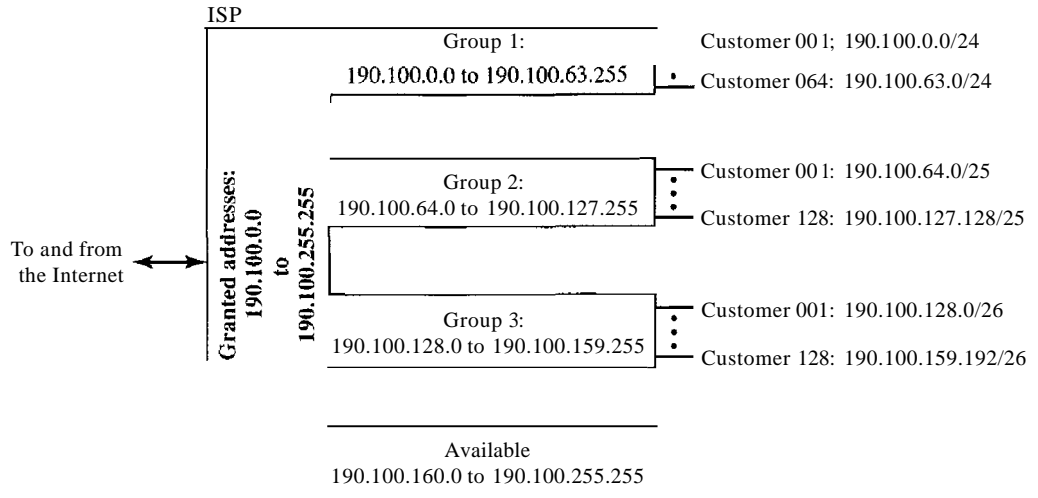 ISP
Group 1:
190.100.0.0 to 190.100.63.255
Customer 00 l; 190.100.0.0/24
Customer 064: 190.100.63.0/24
Group 2:
190.100.64.0 to 190.100.127.255
Customer 00 l: 190.100.64.0/25
Customer 128: 190.100.127.128/25
To and from
the Internet
Granted addresses:
190.100.0.0
to
190.100.255.255
Group 3:
190.100.128.0 to 190.100.159.255
Customer 001: 190.100.128.0/26
Customer 128: 190.100.159.192/26
Available
190.100.160.0 to 190.100.255.255